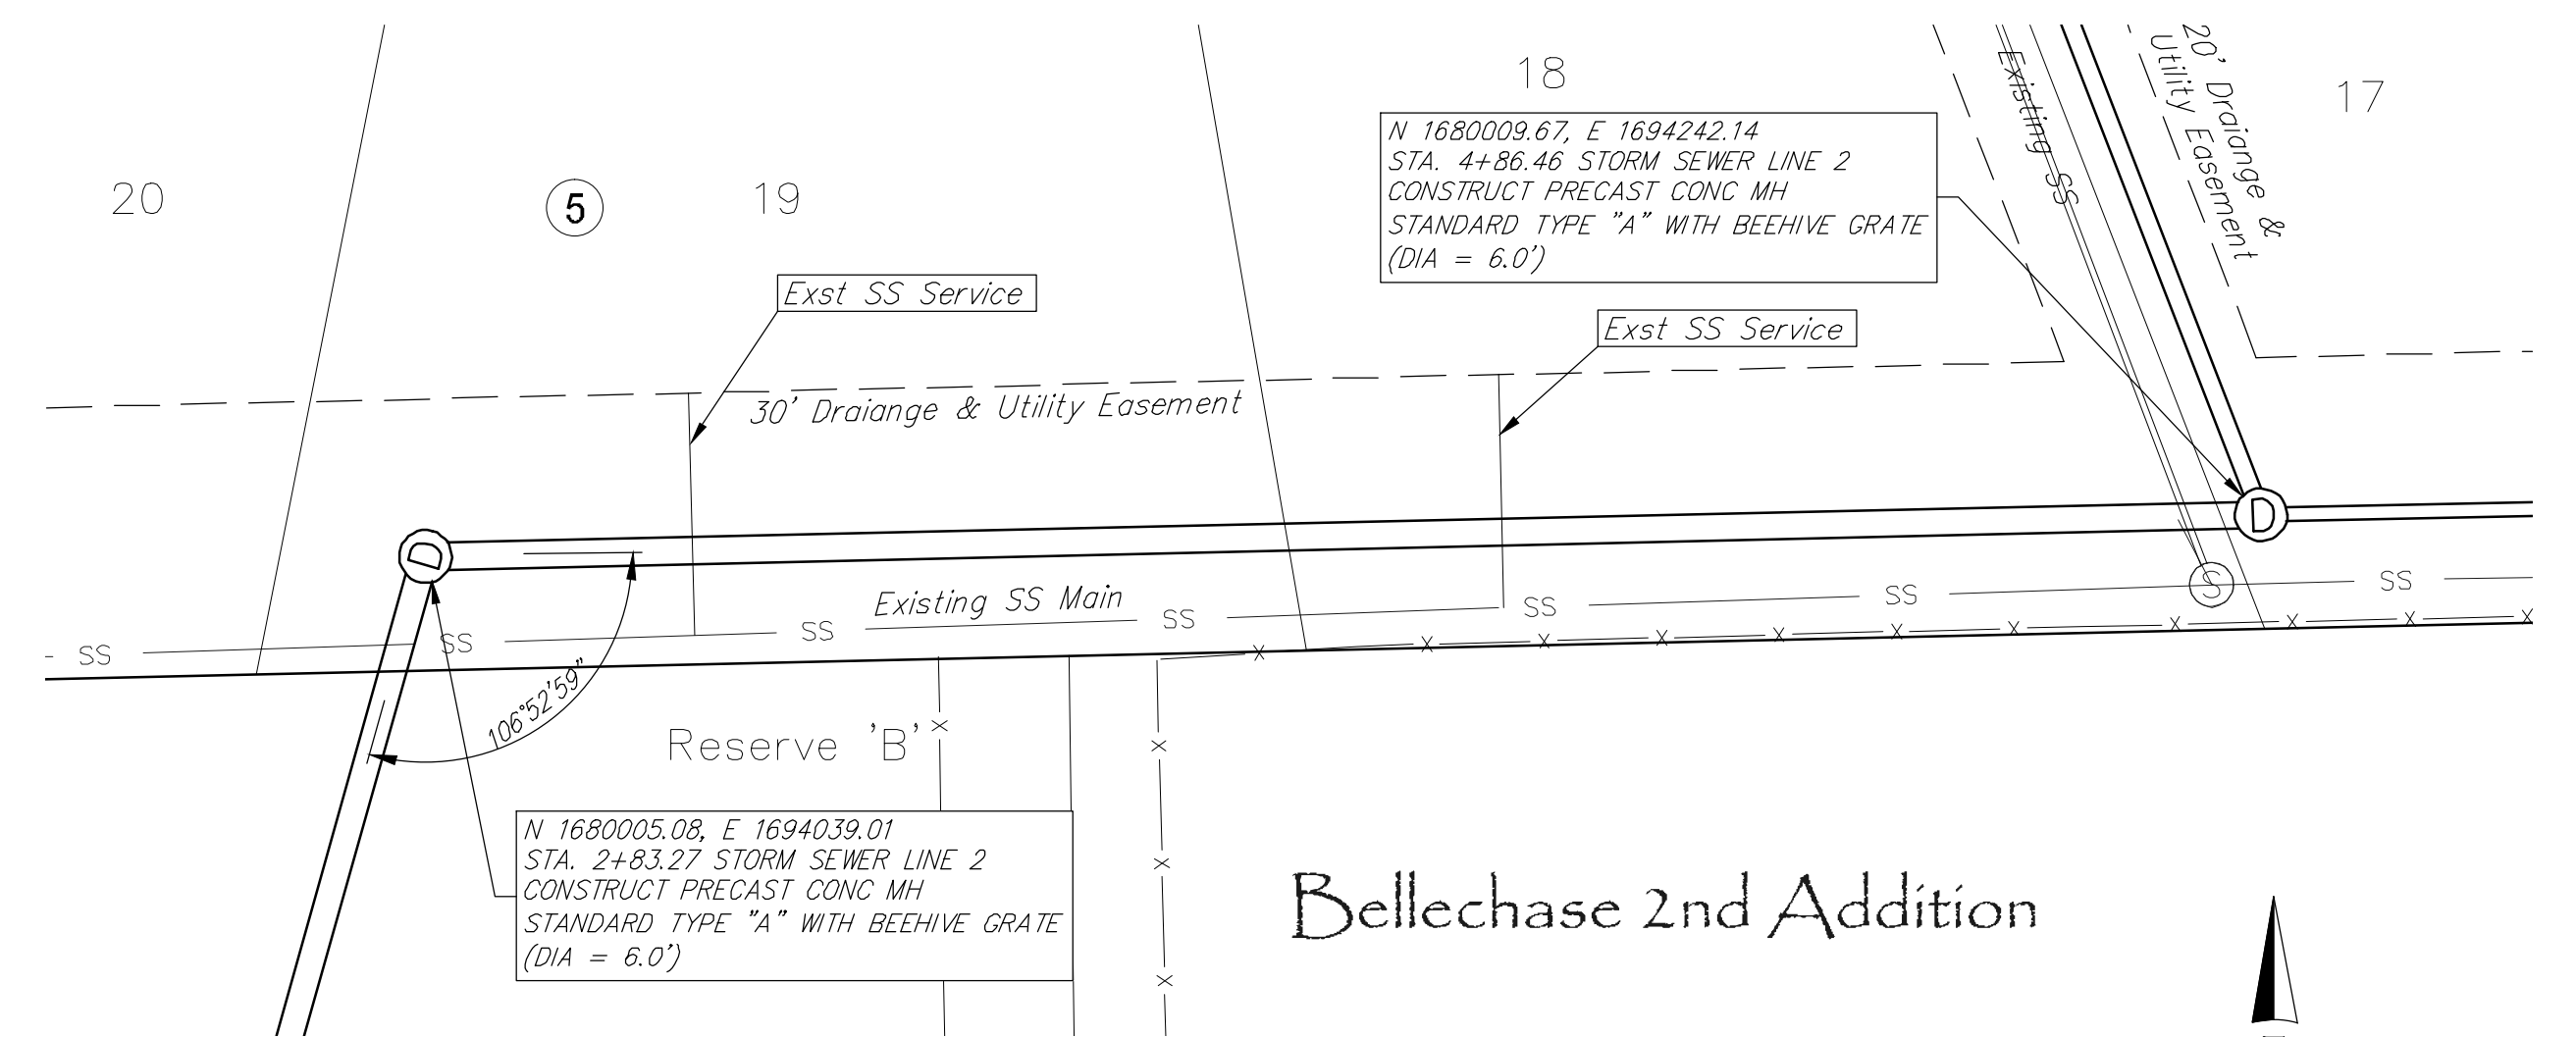 18
17
20
5
19
20' Draiange &
Utility Easement
Existing SS
N 1680009.67, E 1694242.14
STA. 4+86.46 STORM SEWER LINE 2
CONSTRUCT PRECAST CONC MH
STANDARD TYPE "A" WITH BEEHIVE GRATE
(DIA = 6.0')
Exst SS Service
Exst SS Service
30' Draiange & Utility Easement
D
D
S
Existing SS Main
SS
SS
SS
SS
SS
SS
SS
106°52'59"
Reserve 'B'
N 1680005.08, E 1694039.01
STA. 2+83.27 STORM SEWER LINE 2
CONSTRUCT PRECAST CONC MH
STANDARD TYPE "A" WITH BEEHIVE GRATE
(DIA = 6.0')
Bellechase 2nd Addition